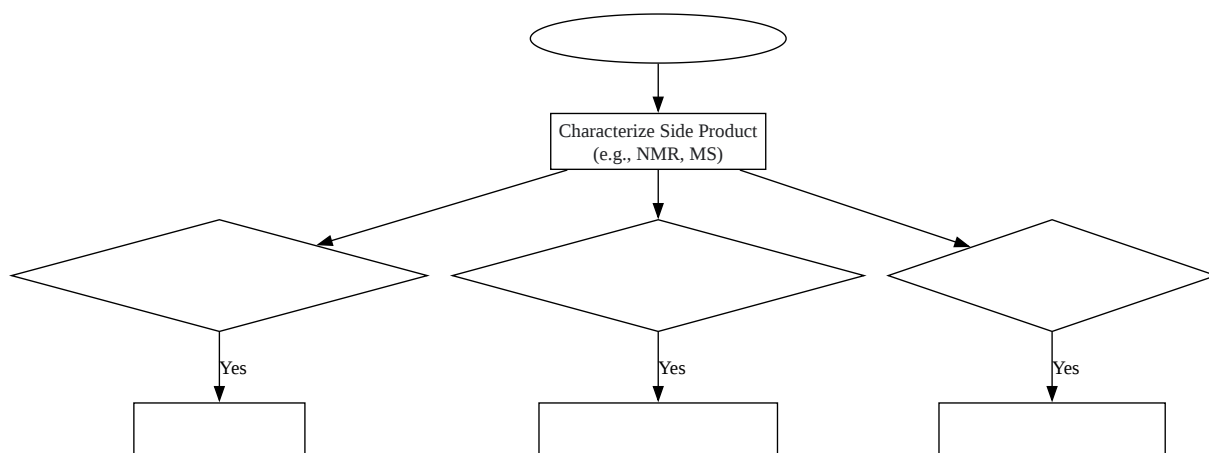 Characterize Side Product
(e.g., NMR, MS)
Yes
Yes
Yes